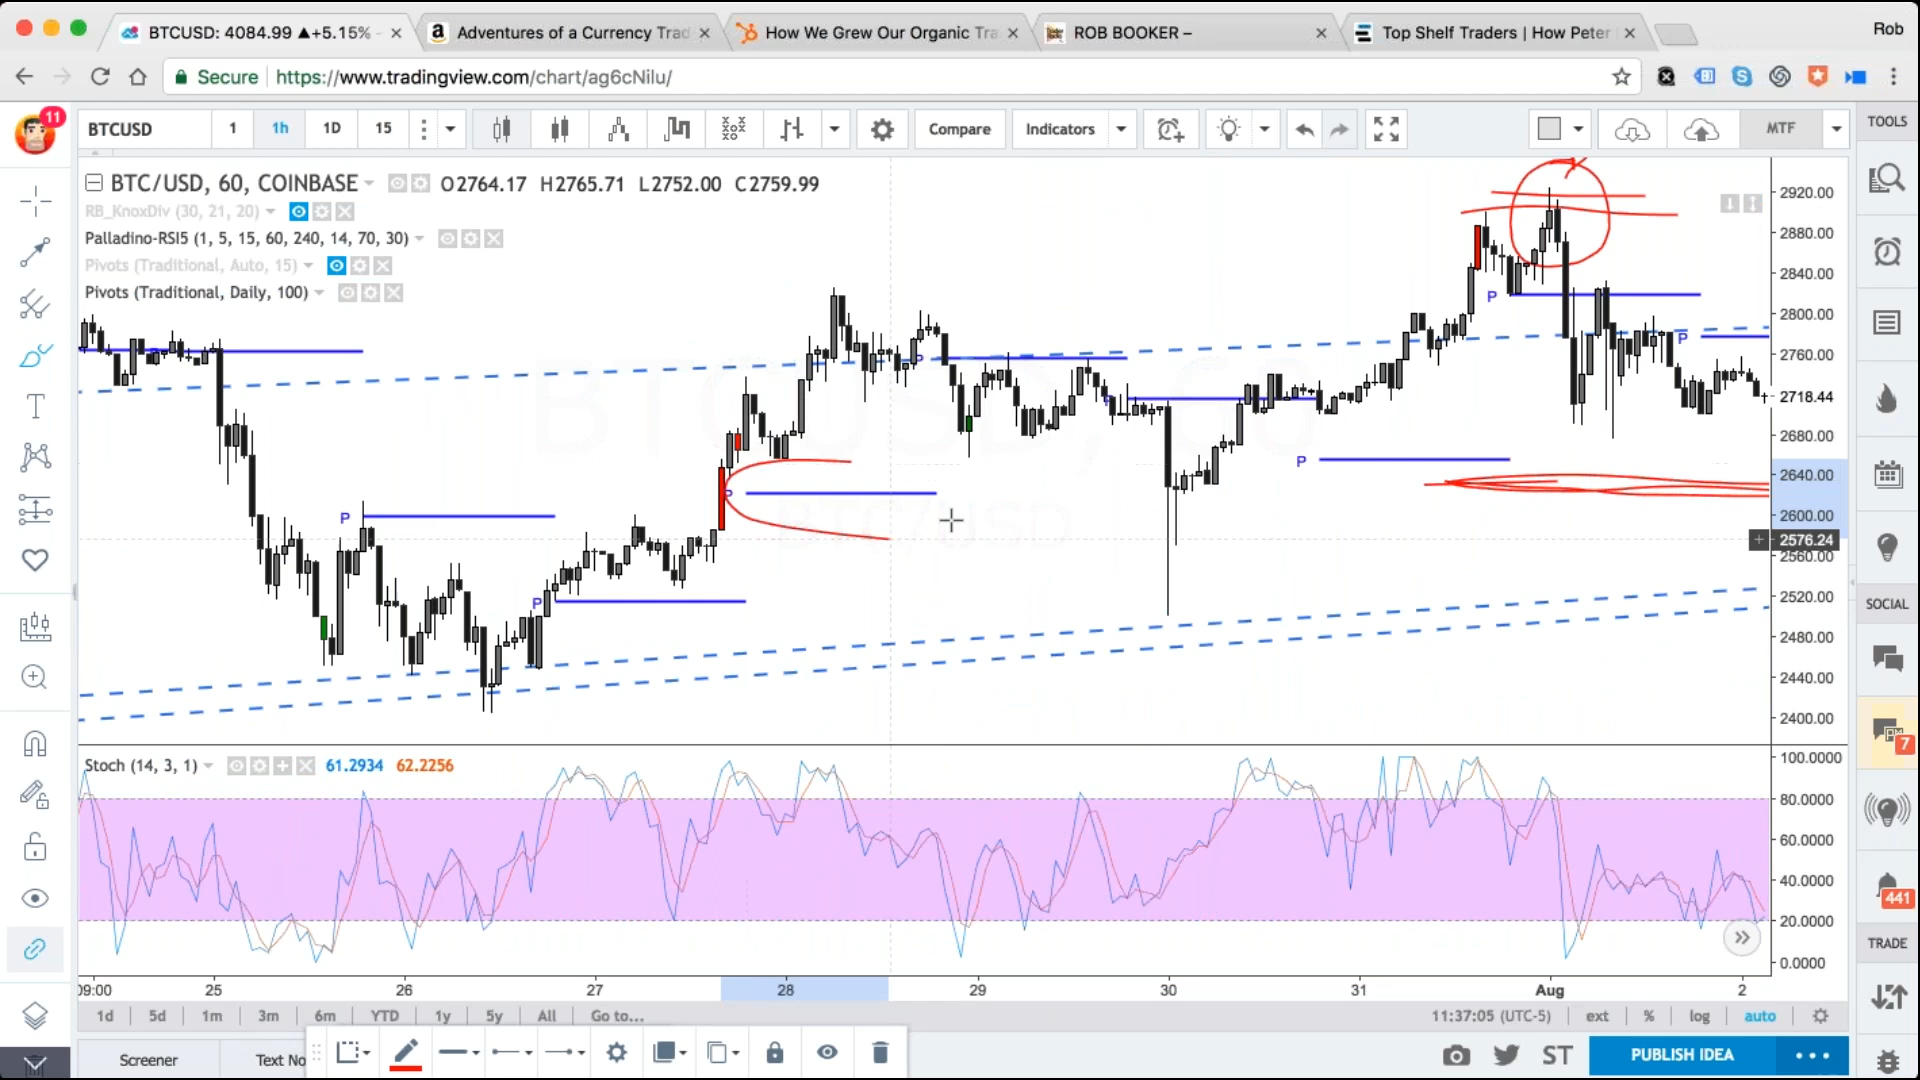 BTCUSD: 4084.99 ▲+5.15% -
Adventures of a Currency Trad
How We Grew Our Organic Tra
ROB BOOKER –
Top Shelf Traders | How Peter
Rob
Secure
https://www.tradingview.com/chart/ag6cNilu/
11
BTCUSD
1
1h
1D
15
Compare
Indicators
MTF
TOOLS
BTC/USD, 60, COINBASE
O2764.17 H2765.71 L2752.00 C2759.99
RB_KnoxDiv (30, 21, 20)
Palladino-RSI5 (1, 5, 15, 60, 240, 14, 70, 30)
Pivots (Traditional, Auto, 15)
Pivots (Traditional, Daily, 100)
2920.00
2880.00
2840.00
2800.00
2760.00
2718.44
2680.00
2640.00
2600.00
2576.24
2560.00
2520.00
2480.00
2440.00
2400.00
P
P
P
P
P
P
P
P
SOCIAL
7
441
TRADE
Stoch (14, 3, 1)
61.2934
62.2256
100.0000
80.0000
60.0000
40.0000
20.0000
0.0000
09:00
25
26
27
28
29
30
31
Aug
2
1d
5d
1m
3m
6m
YTD
1y
5y
All
Go to...
11:37:05 (UTC-5)
ext
%
log
auto
Screener
Text No
ST
PUBLISH IDEA